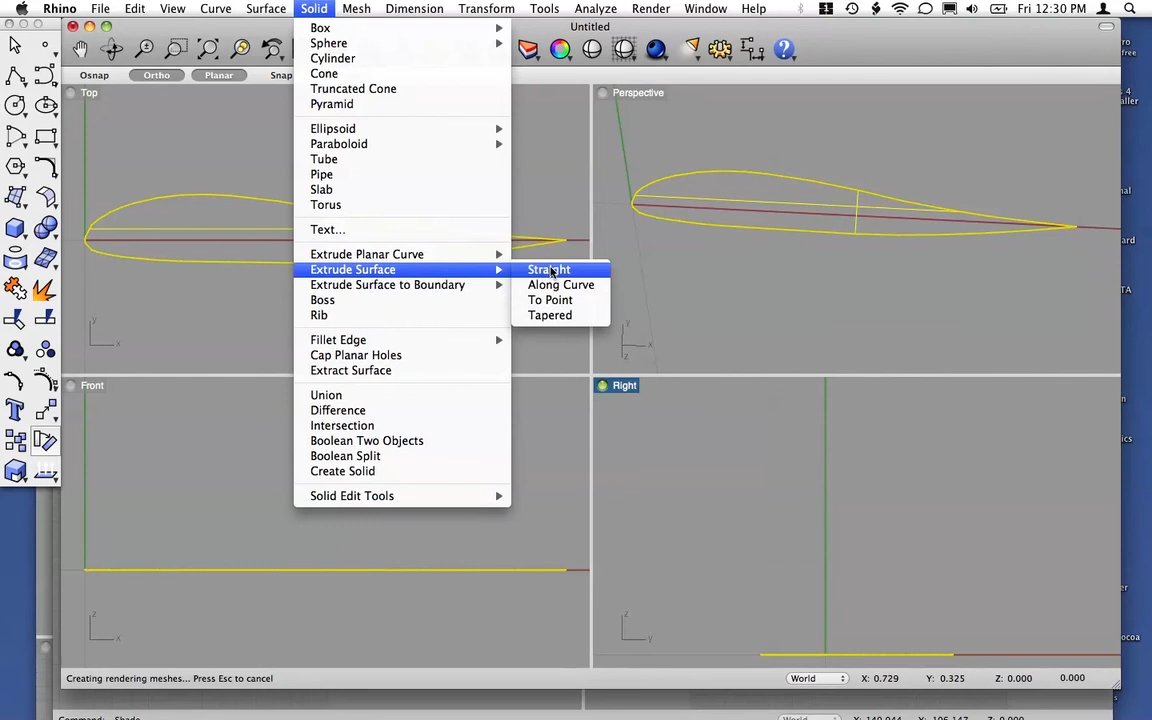 Rhino File Edit View Curve Surface Solid Mesh Dimension Transform Tools Analyze Render Window Help Fri 12:30 PM
Untitled
Osnap Ortho Planar Snap
Top
Perspective
Front
Right
Box
Sphere
Cylinder
Cone
Truncated Cone
Pyramid
Ellipsoid
Paraboloid
Tube
Pipe
Slab
Torus
Text...
Extrude Planar Curve
Extrude Surface
Extrude Surface to Boundary
Boss
Rib
Fillet Edge
Cap Planar Holes
Extract Surface
Union
Difference
Intersection
Boolean Two Objects
Boolean Split
Create Solid
Solid Edit Tools
Straight
Along Curve
To Point
Tapered
y
x
y
x
z
z
x
z
y
Creating rendering meshes... Press Esc to cancel
World X: 0.729 Y: 0.325 Z: 0.000 0.000